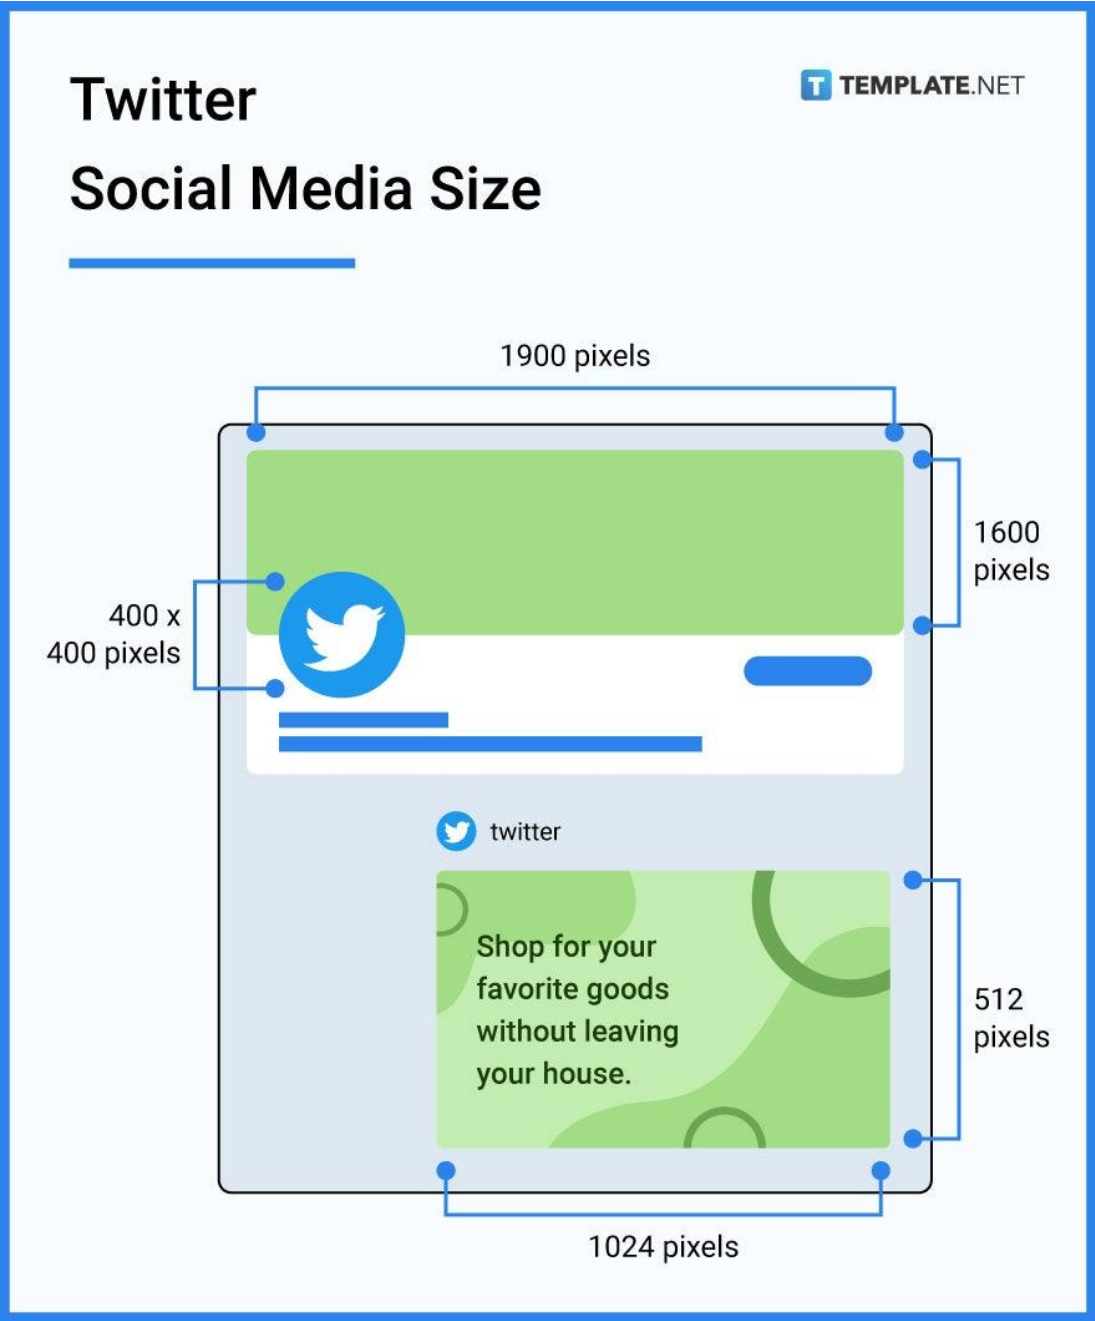 Twitter
Social Media Size
TEMPLATE.NET
1900 pixels
1600
pixels
400 x
400 pixels
twitter
Shop for your
favorite goods
without leaving
your house.
512
pixels
1024 pixels